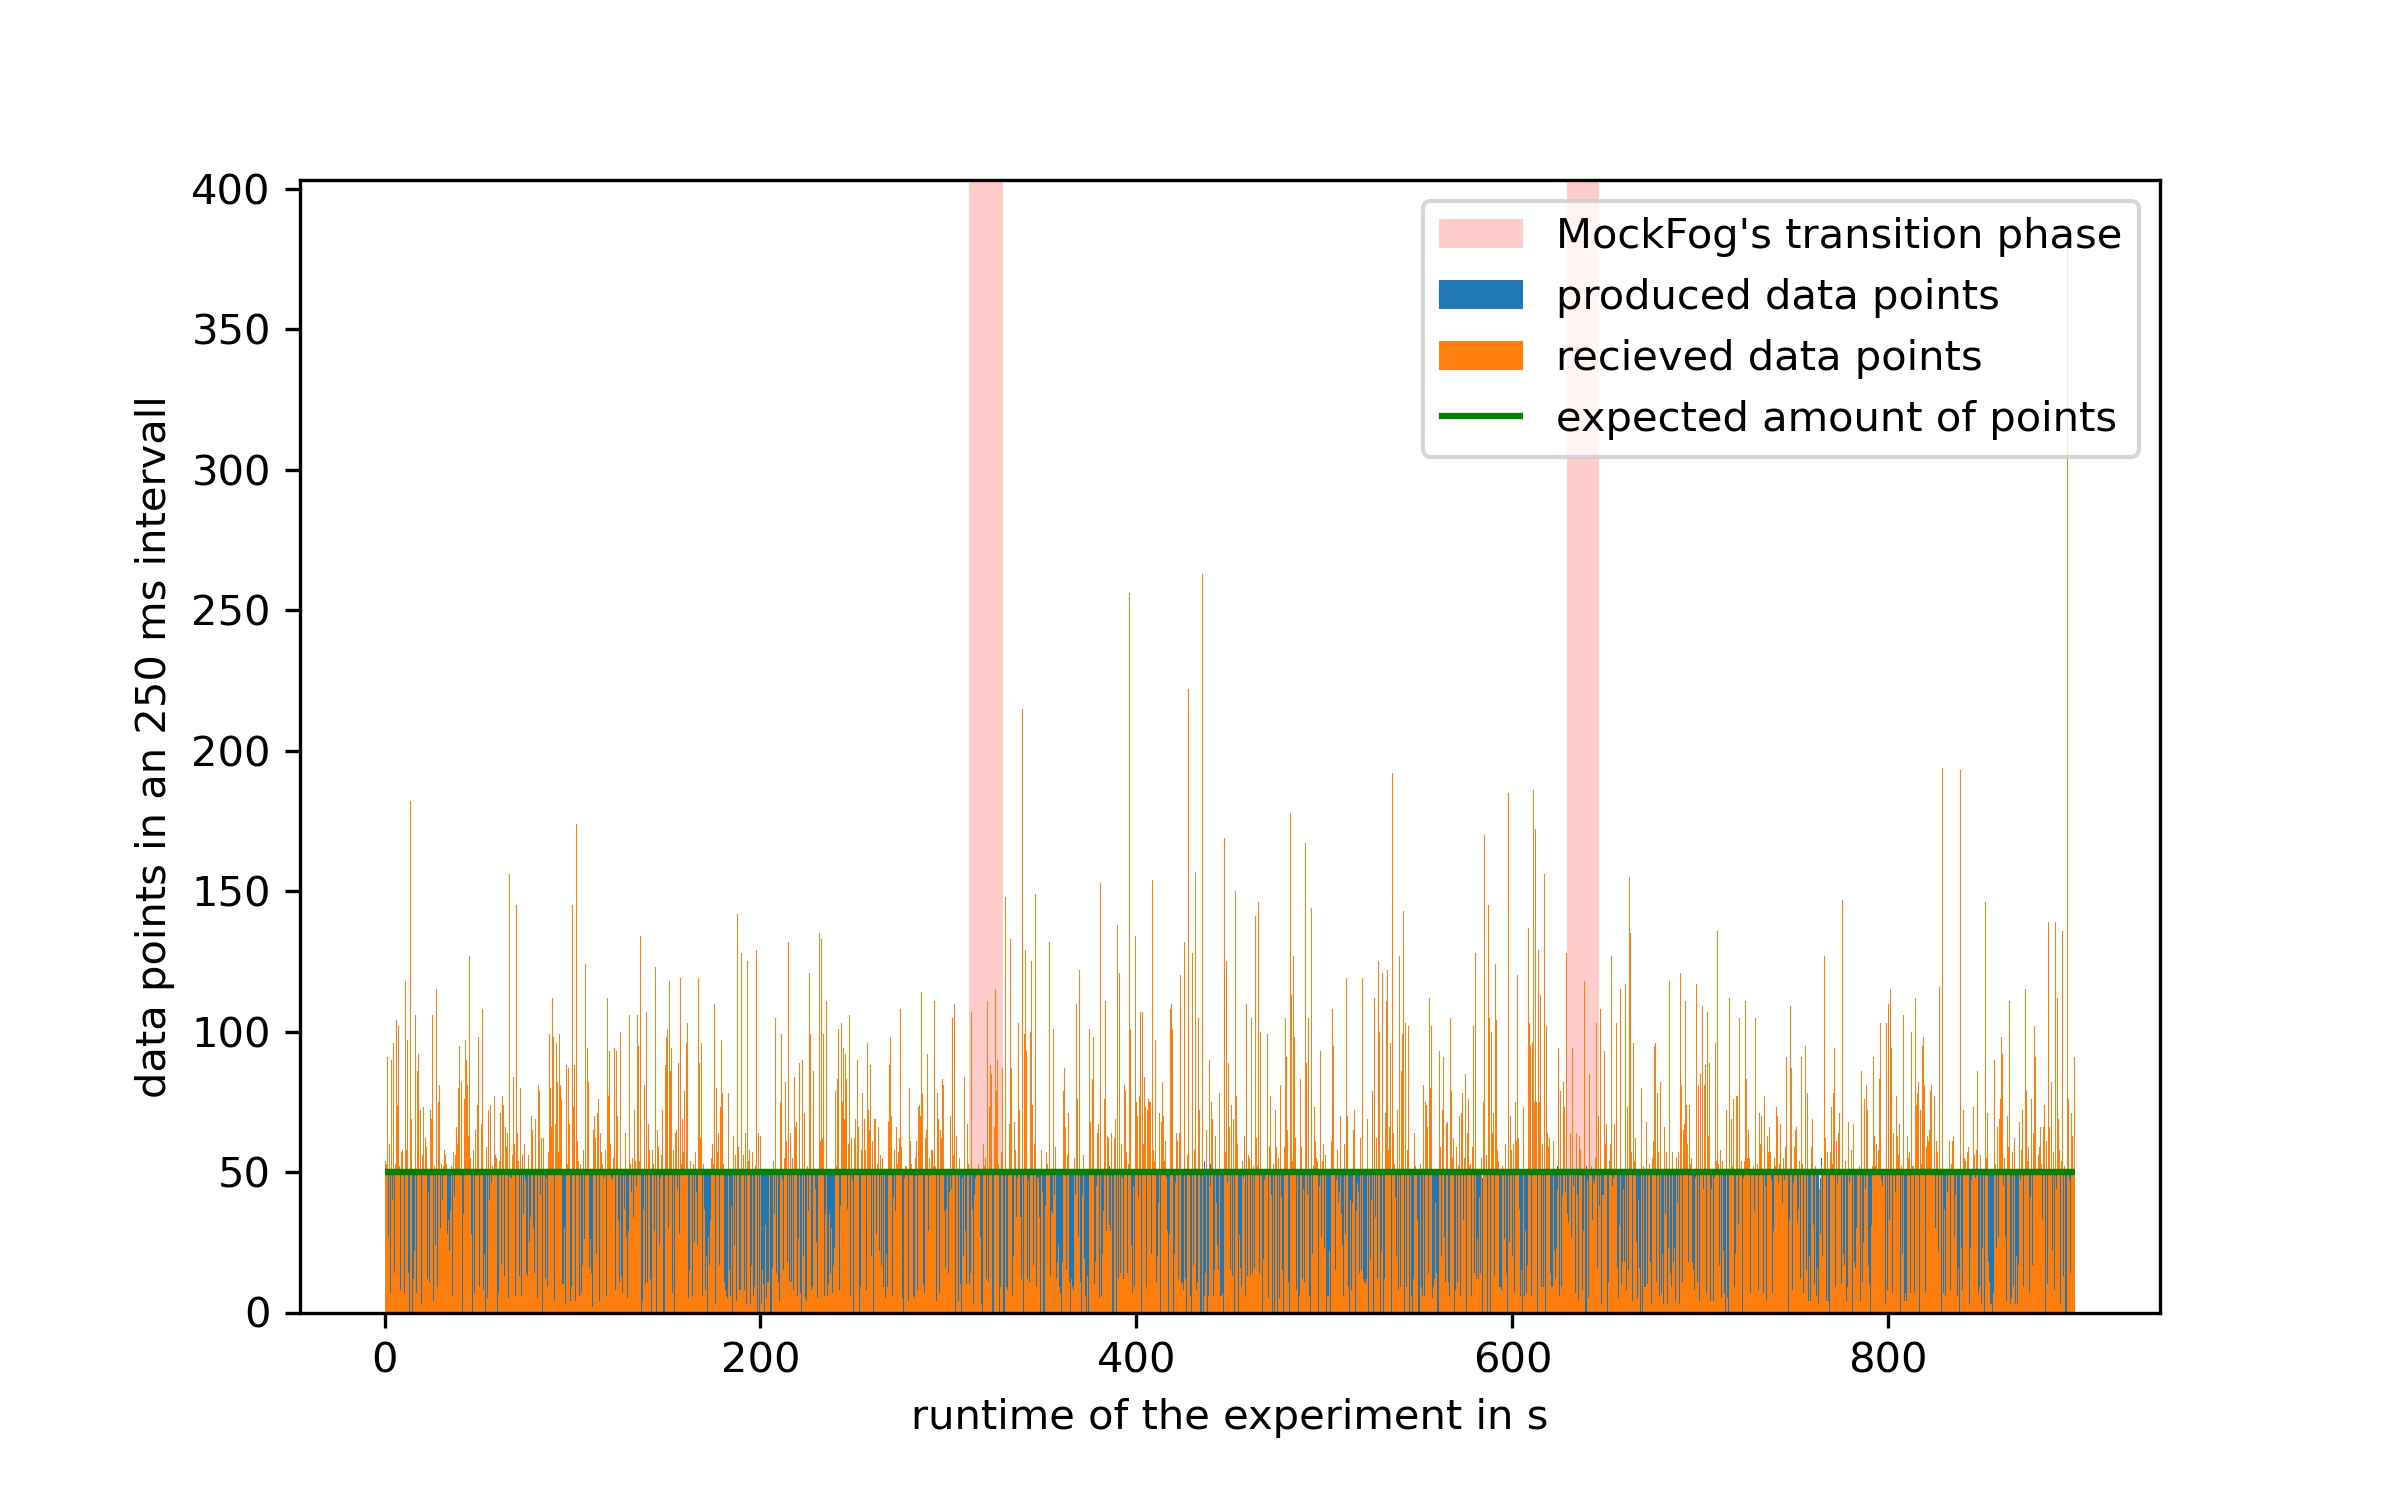 400
350
300
250
200
150
100
50
0
data points in an 250 ms intervall
MockFog's transition phase
produced data points
recieved data points
expected amount of points
0 200 400 600 800
runtime of the experiment in s